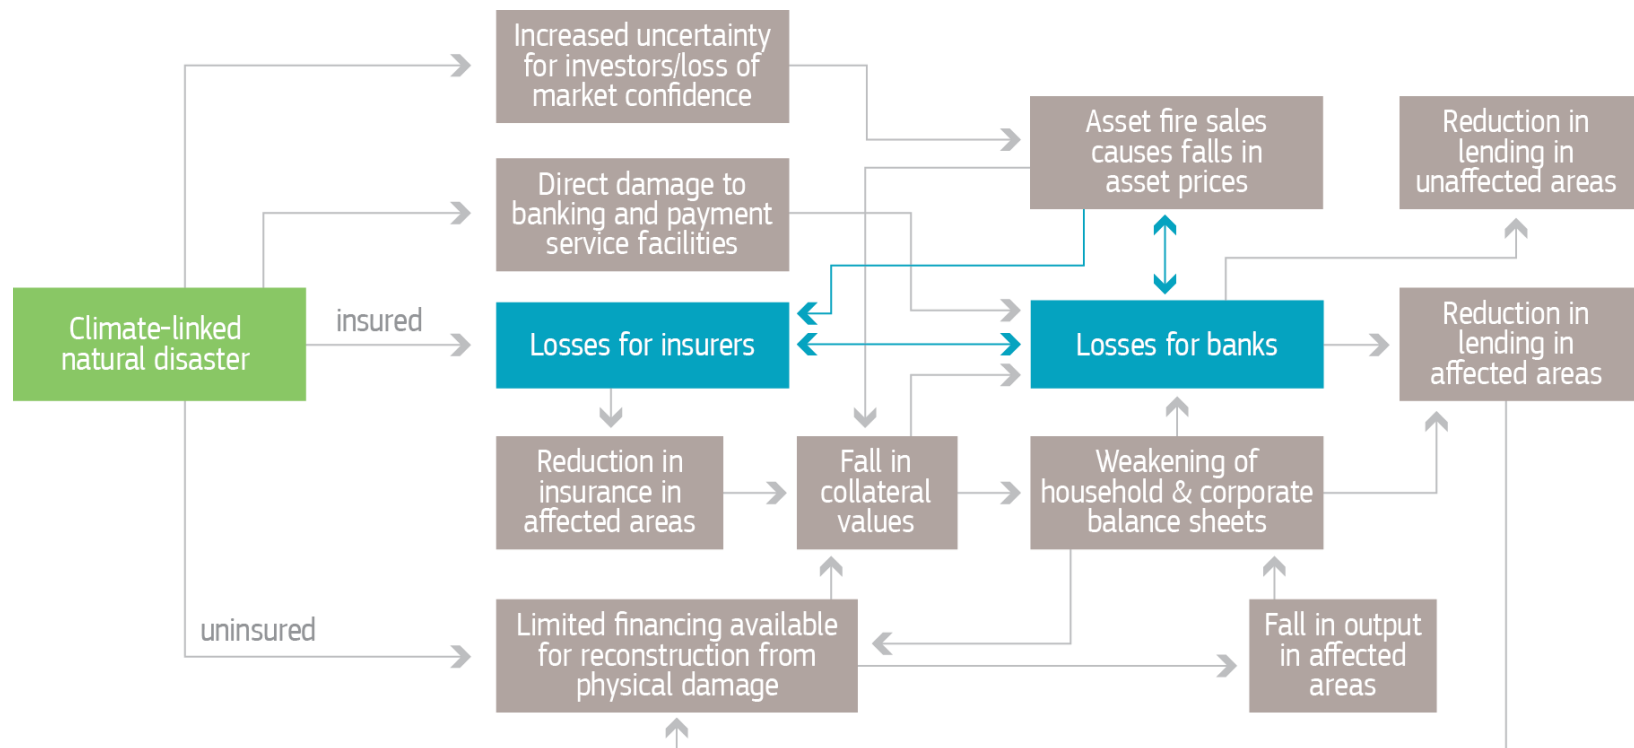 Increased uncertainty
for investors/loss of
market confidence
Asset fire sales
causes falls in
asset prices
Reduction in
lending in
unaffected areas
Direct damage to
banking and payment
service facilities
Climate-linked
natural disaster
insured
Losses for insurers
Losses for banks
Reduction in
lending in
affected areas
Reduction in
insurance in
affected areas
Fall in
collateral
values
Weakening of
household & corporate
balance sheets
uninsured
Limited financing available
for reconstruction from
physical damage
Fall in output
in affected
areas